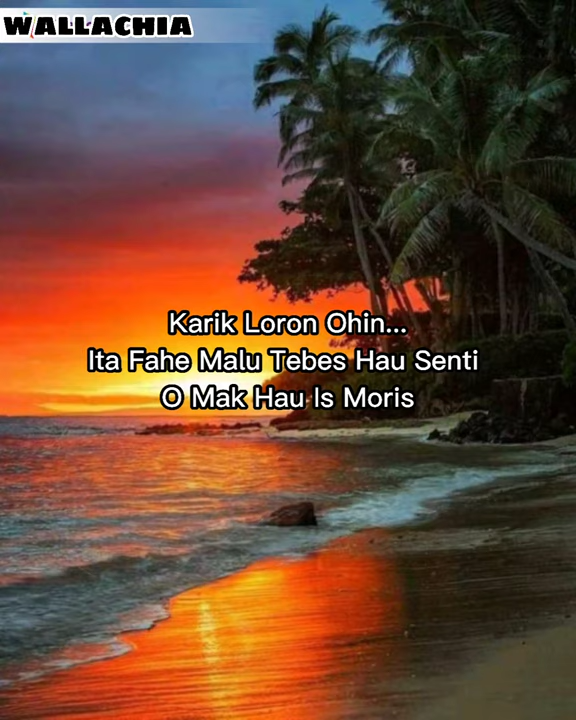 WALLACHIA
Karik Loron Ohin...
Ita Fahe Malu Tebes Hau Senti
O Mak Hau Is Moris